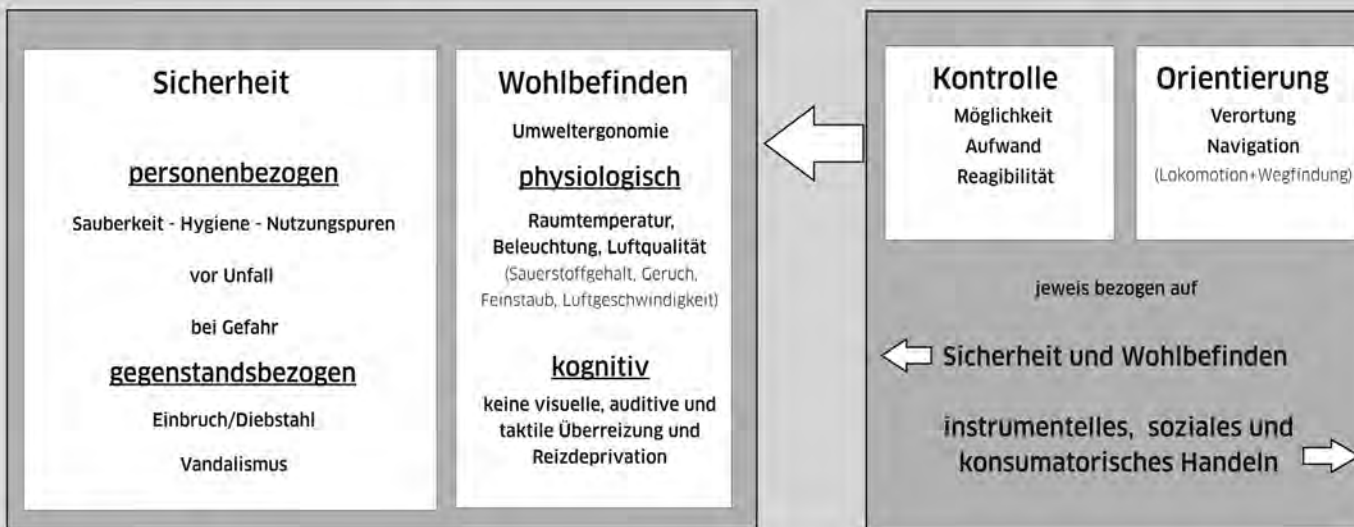 Sicherheit
personenbezogen
Sauberkeit - Hygiene - Nutzungspuren
vor Unfall
bei Gefahr
gegenstandsbezogen
Einbruch/Diebstahl
Vandalismus
Wohlbefinden
Umweltergonomie
physiologisch
Raumtemperatur,
Beleuchtung, Luftqualität
(Sauerstoffgehalt, Geruch,
Feinstaub, Luftgeschwindigkeit)
kognitiv
keine visuelle, auditive und
taktile Überreizung und
Reizdeprivation
Kontrolle
Möglichkeit
Aufwand
Reagibilität
Orientierung
Verortung
Navigation
(Lokomotion+Wegfindung)
jeweis bezogen auf
Sicherheit und Wohlbefinden
instrumentelles, soziales und
konsumatorisches Handeln